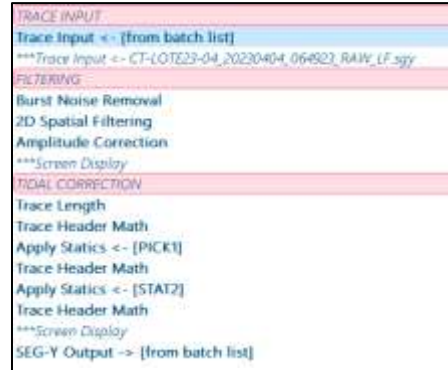 TRACE INPUT
Trace Input <- [from batch list]
***Trace Input <- CT-LOTE23-04_20230404_064923_RAW_LF.sgy
FILTERING
Burst Noise Removal
2D Spatial Filtering
Amplitude Correction
***Screen Display
TIDAL CORRECTION
Trace Length
Trace Header Math
Apply Statics <- [PICK1]
Trace Header Math
Apply Statics <- [STAT2]
Trace Header Math
***Screen Display
SEG-Y Output -> [from batch list]